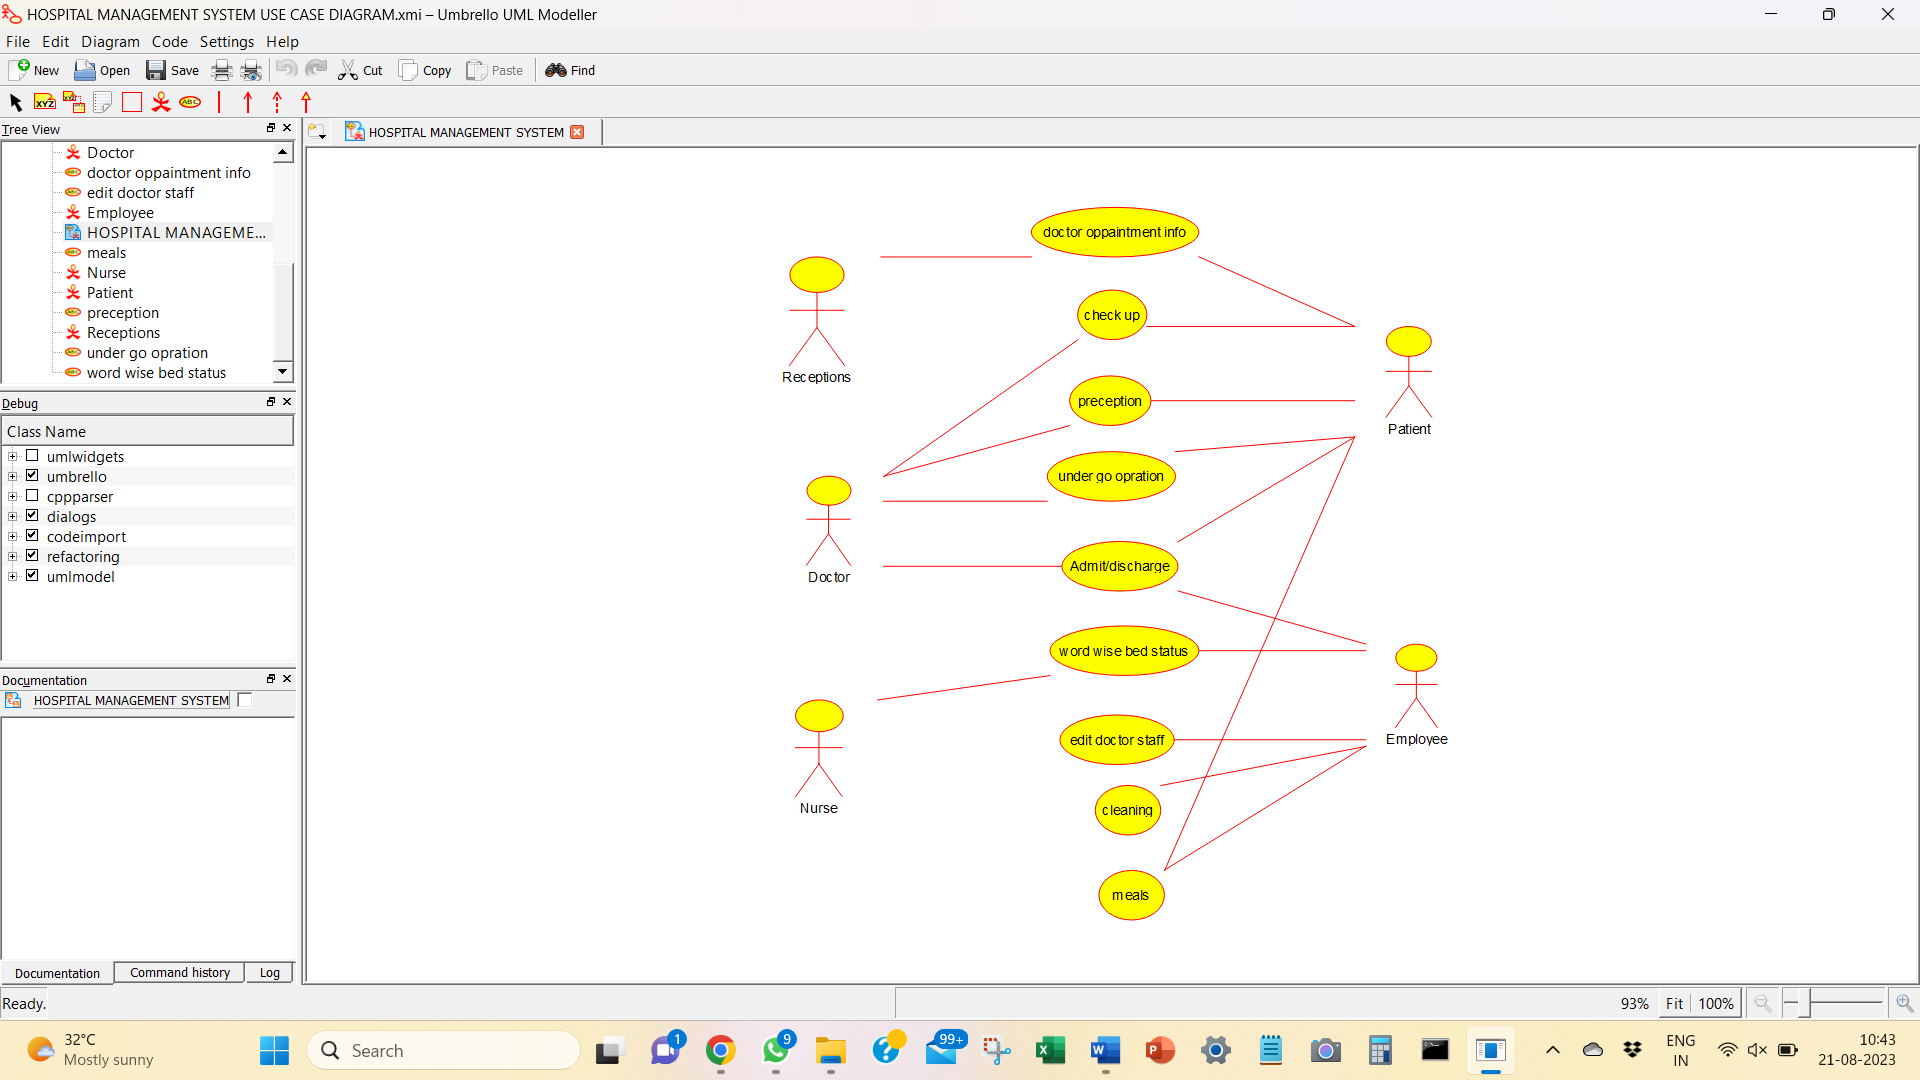 HOSPITAL MANAGEMENT SYSTEM USE CASE DIAGRAM.xmi – Umbrello UML Modeller
File Edit Diagram Code Settings Help
New Open Save Cut Copy Paste Find
XYZ XYZ ABC
Tree View
HOSPITAL MANAGEMENT SYSTEM
Doctor
doctor oppaintment info
edit doctor staff
Employee
HOSPITAL MANAGEME...
meals
Nurse
Patient
preception
Receptions
under go opration
word wise bed status
Debug
Class Name
umlwidgets
umbrello
cppparser
dialogs
codeimport
refactoring
umlmodel
Documentation
HOSPITAL MANAGEMENT SYSTEM
Documentation Command history Log
doctor oppaintment info
check up
Receptions
preception
Patient
under go opration
Doctor
Admit/discharge
word wise bed status
edit doctor staff
Employee
Nurse
cleaning
meals
Ready.
93% Fit 100%
32°C
Mostly sunny
Search
1
9
99+
ENG
IN
10:43
21-08-2023